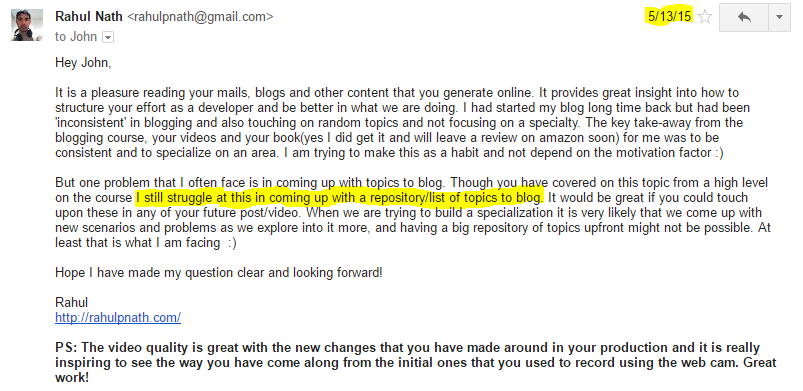 Rahul Nath <rahulpnath@gmail.com>
5/13/15
to John
Hey John,
It is a pleasure reading your mails, blogs and other content that you generate online. It provides great insight into how to
structure your effort as a developer and be better in what we are doing. I had started my blog long time back but had been
'inconsistent' in blogging and also touching on random topics and not focusing on a specialty. The key take-away from the
blogging course, your videos and your book(yes I did get it and will leave a review on amazon soon) for me was to be
consistent and to specialize on an area. I am trying to make this as a habit and not depend on the motivation factor :)
But one problem that I often face is in coming up with topics to blog. Though you have covered on this topic from a high level
on the course I still struggle at this in coming up with a repository/list of topics to blog. It would be great if you could touch
upon these in any of your future post/video. When we are trying to build a specialization it is very likely that we come up with
new scenarios and problems as we explore into it more, and having a big repository of topics upfront might not be possible. At
least that is what I am facing  :)
Hope I have made my question clear and looking forward!
Rahul
http://rahulpnath.com/
PS: The video quality is great with the new changes that you have made around in your production and it is really
inspiring to see the way you have come along from the initial ones that you used to record using the web cam. Great
work!